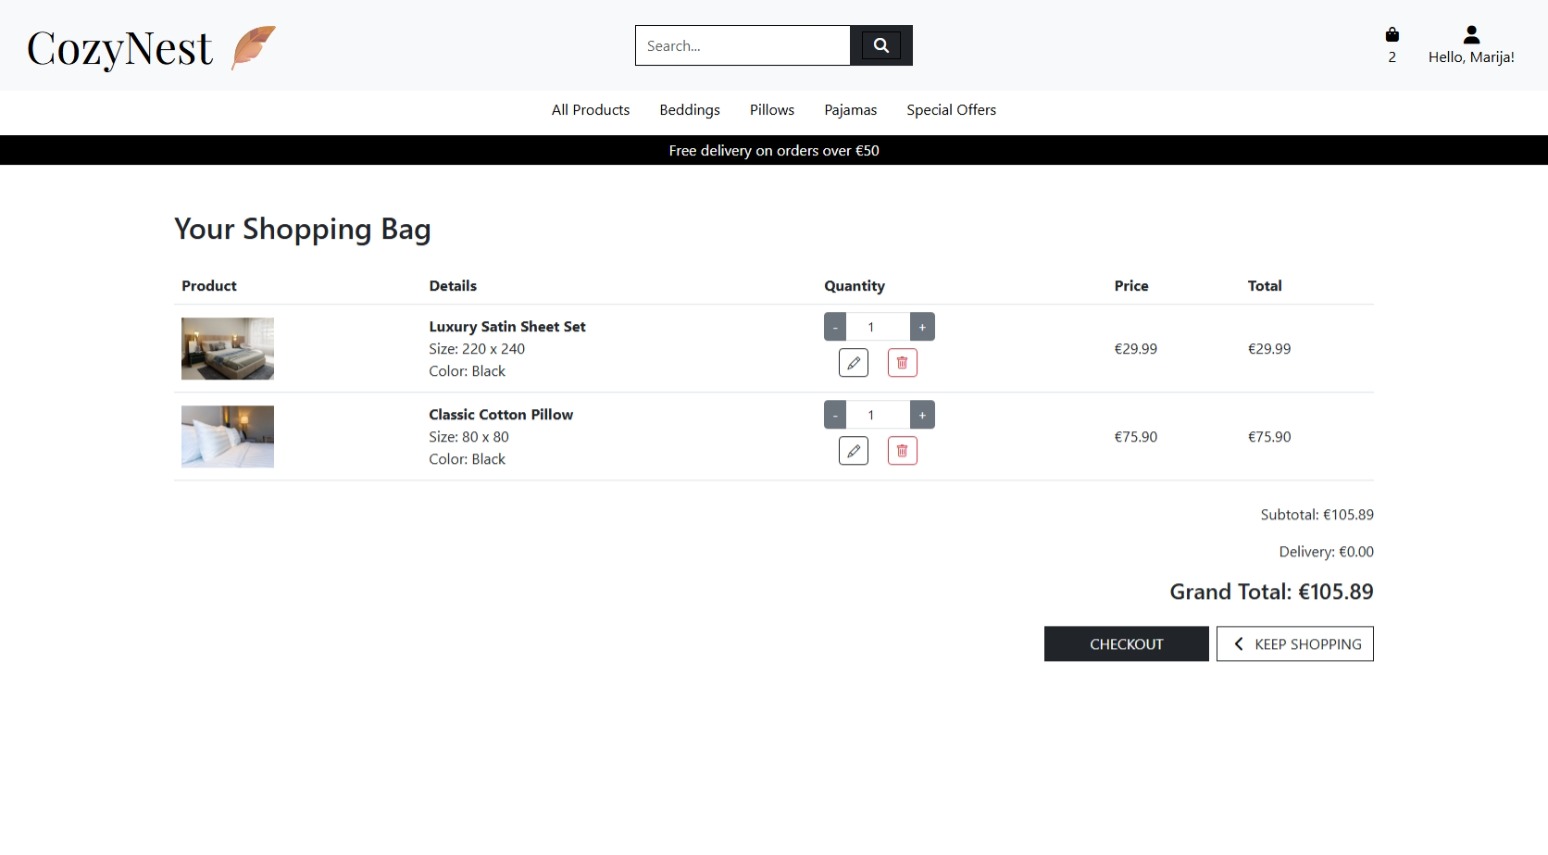 CozyNest
Search...
2
Hello, Marija!
All Products Beddings Pillows Pajamas Special Offers
Free delivery on orders over €50
Your Shopping Bag
Product Details Quantity Price Total
Luxury Satin Sheet Set
Size: 220 x 240
Color: Black
- 1 +
€29.99 €29.99
Classic Cotton Pillow
Size: 80 x 80
Color: Black
- 1 +
€75.90 €75.90
Subtotal: €105.89
Delivery: €0.00
Grand Total: €105.89
CHECKOUT KEEP SHOPPING